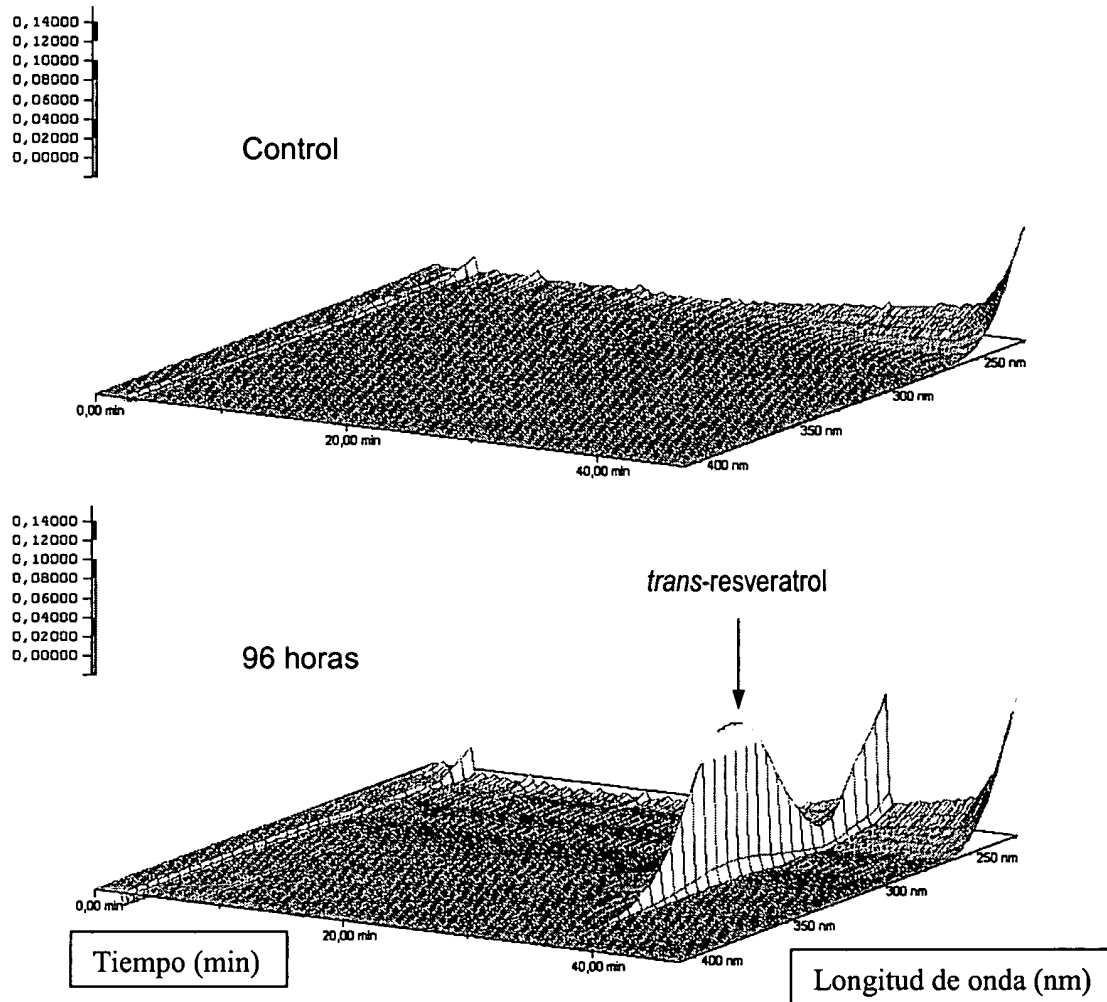 0,14000
0,12000
0,10000
0,08000
0,06000
0,04000
0,02000
0,00000
Control
250 nm
300 nm
350 nm
400 nm
0,00 min
20,00 min
40,00 min
0,14000
0,12000
0,10000
0,08000
0,06000
0,04000
0,02000
0,00000
trans-resveratrol
96 horas
250 nm
300 nm
350 nm
400 nm
0,00 min
20,00 min
40,00 min
Tiempo (min)
Longitud de onda (nm)